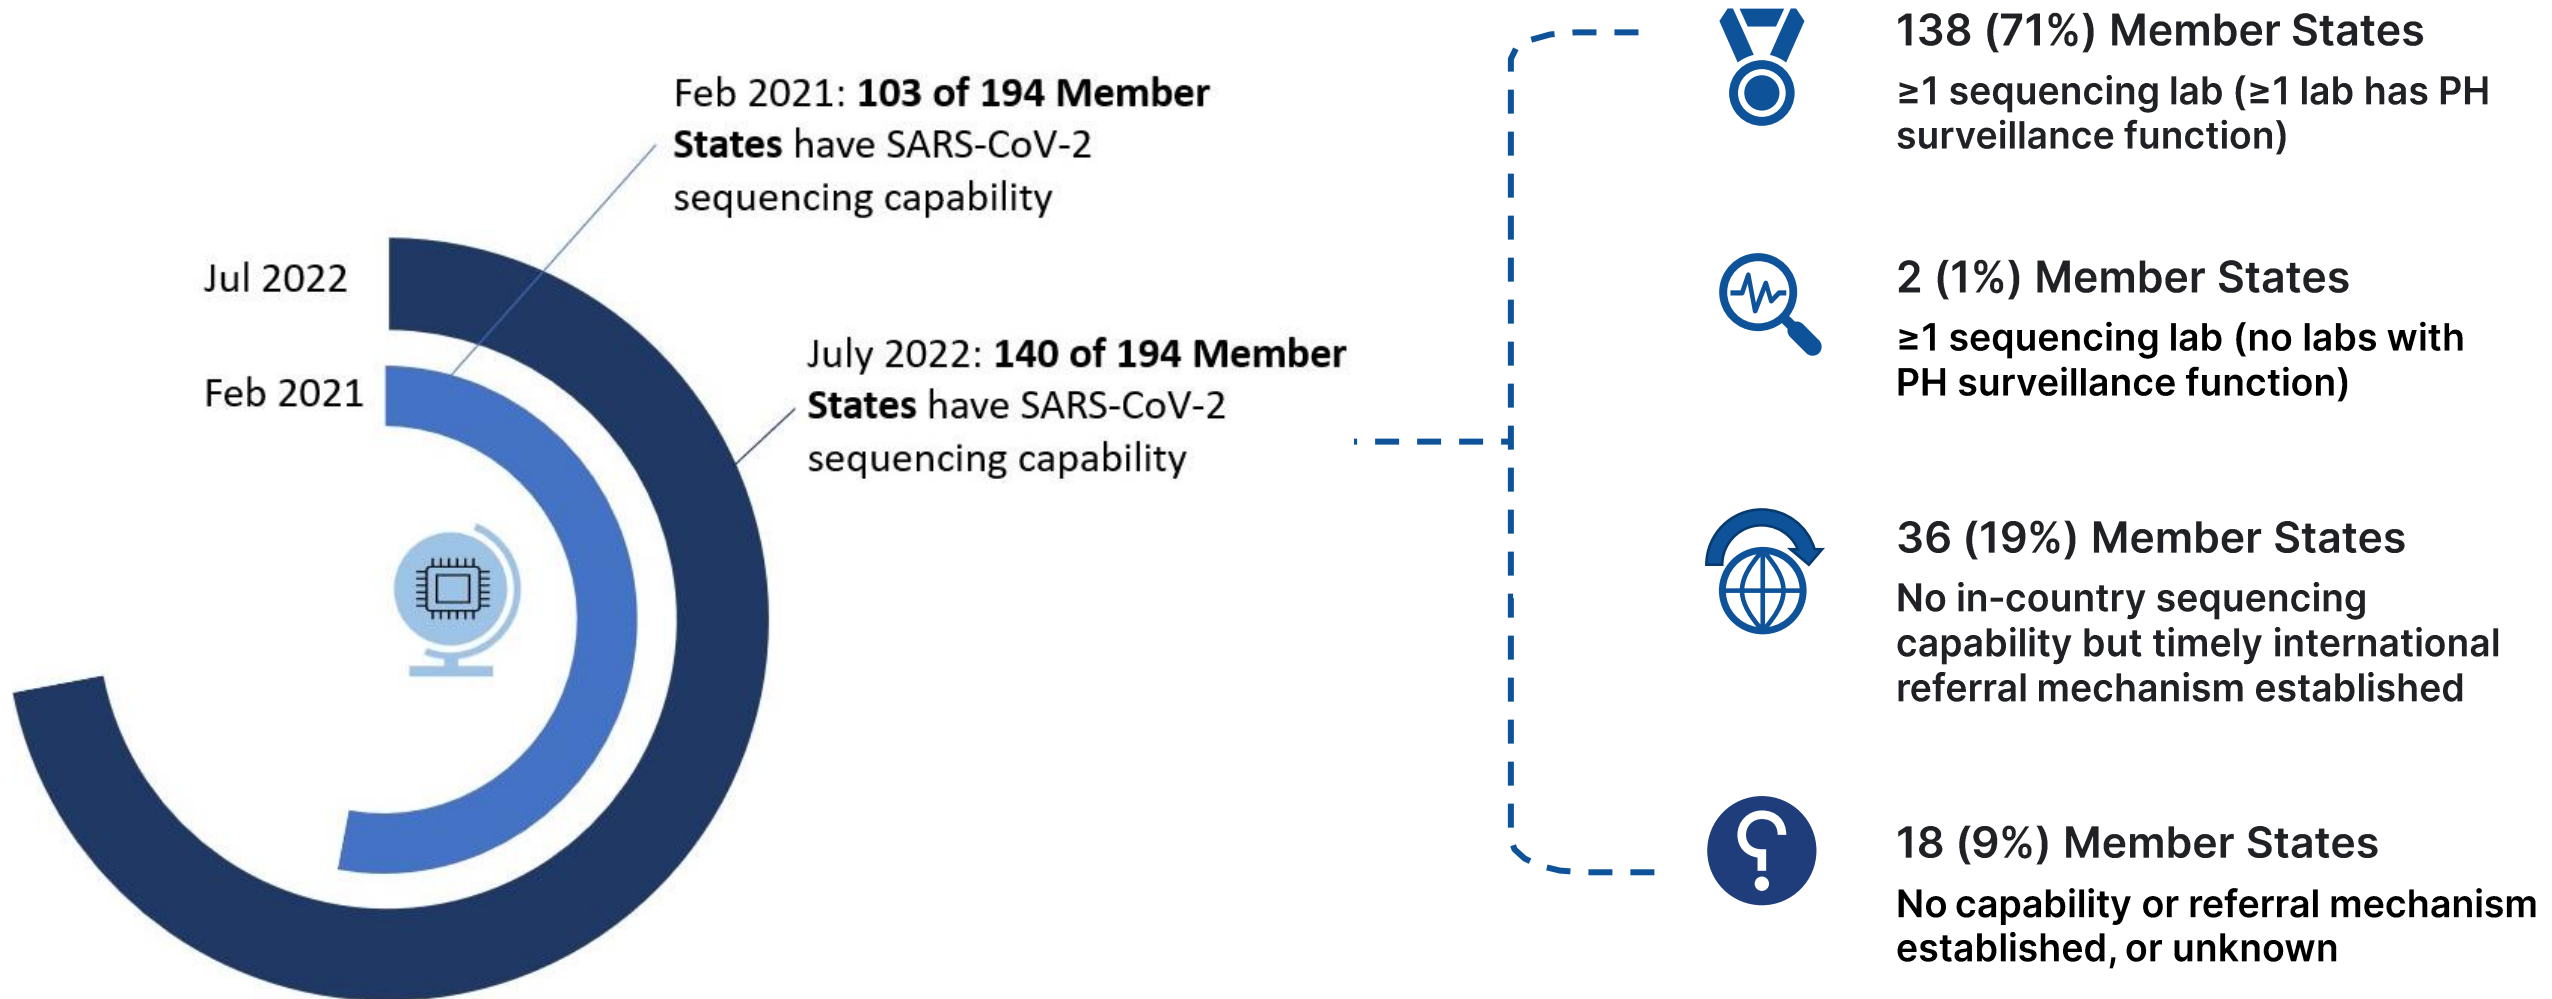 Feb 2021: 103 of 194 Member
States have SARS-CoV-2
sequencing capability
Jul 2022
Feb 2021
July 2022: 140 of 194 Member
States have SARS-CoV-2
sequencing capability
138 (71%) Member States
≥1 sequencing lab (≥1 lab has PH
surveillance function)
2 (1%) Member States
≥1 sequencing lab (no labs with
PH surveillance function)
36 (19%) Member States
No in-country sequencing
capability but timely international
referral mechanism established
18 (9%) Member States
No capability or referral mechanism
established, or unknown